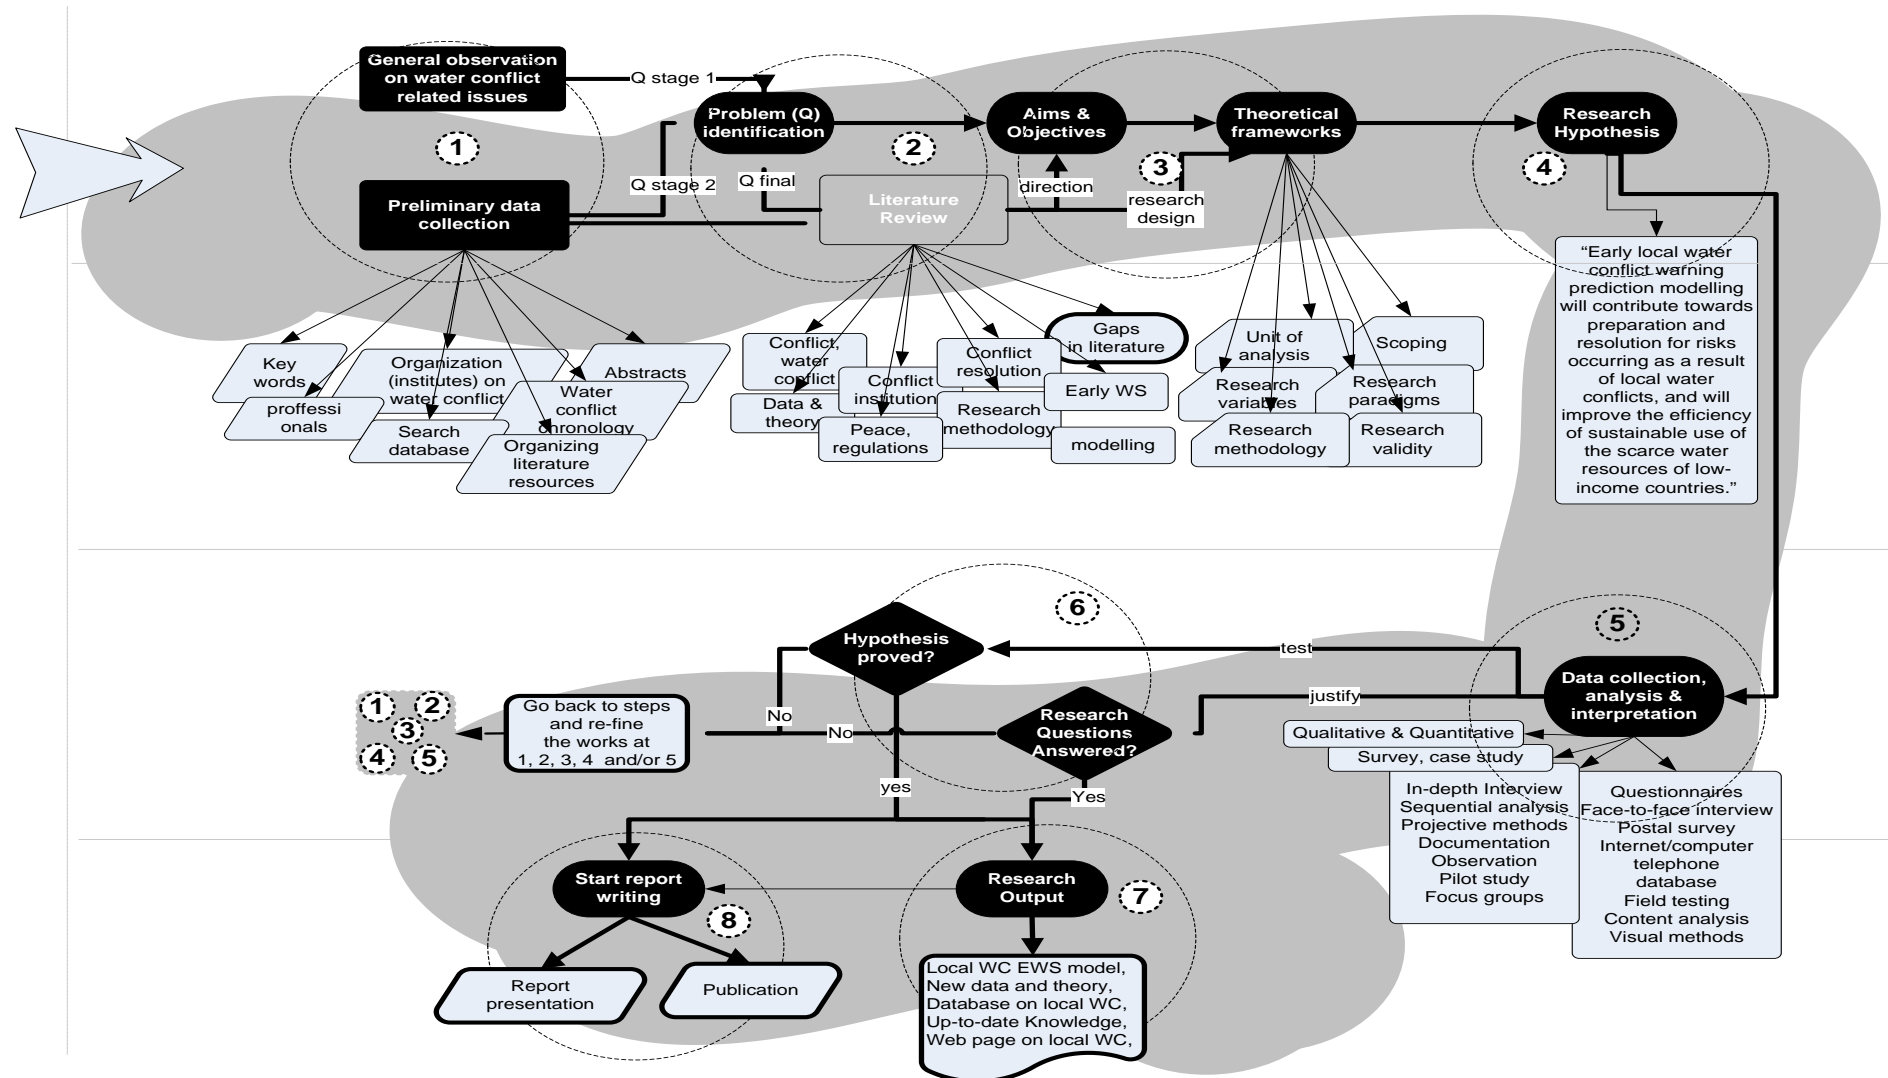 General observation
on water conflict
related issues
Q stage 1
Problem (Q)
identification
Aims &
Objectives
Theoretical
frameworks
Research
Hypothesis
1
2
3
4
Preliminary data
collection
Q stage 2
Q final
Literature
Review
direction
research
design
Key
words
proffessi
onals
Organization
(institutes) on
water conflict
Search
database
Water
conflict
chronology
Abstracts
Organizing
literature
resources
Conflict,
water
conflict
Data &
theory
Conflict
institution
Peace,
regulations
Conflict
resolution
Research
methodology
Gaps
in literature
Early WS
modelling
Unit of
analysis
Scoping
Research
variables
Research
paradigms
Research
methodology
Research
validity
“Early local water
conflict warning
prediction modelling
will contribute towards
preparation and
resolution for risks
occurring as a result
of local water
conflicts, and will
improve the efficiency
of sustainable use of
the scarce water
resources of low-
income countries.”
6
5
Hypothesis
proved?
test
justify
Data collection,
analysis &
interpretation
Research
Questions
Answered?
No
No
yes
Yes
1
2
3
4
5
Go back to steps
and re-fine
the works at
1, 2, 3, 4 and/or 5
Qualitative & Quantitative
Survey, case study
In-depth Interview
Sequential analysis
Projective methods
Documentation
Observation
Pilot study
Focus groups
Questionnaires
Face-to-face interview
Postal survey
Internet/computer
telephone
database
Field testing
Content analysis
Visual methods
Start report
writing
8
Research
Output
7
Report
presentation
Publication
Local WC EWS model,
New data and theory,
Database on local WC,
Up-to-date Knowledge,
Web page on local WC,